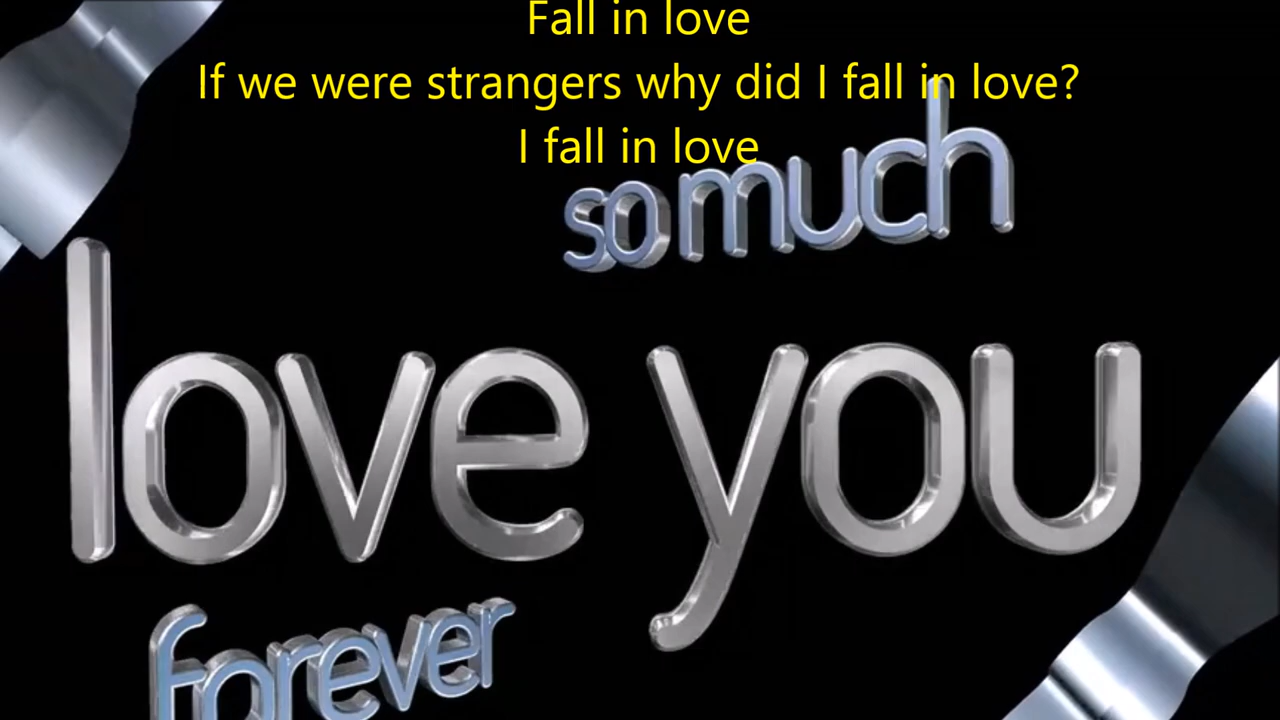 Fall in love
If we were strangers why did I fall in love?
I fall in love
so much
love you
forever